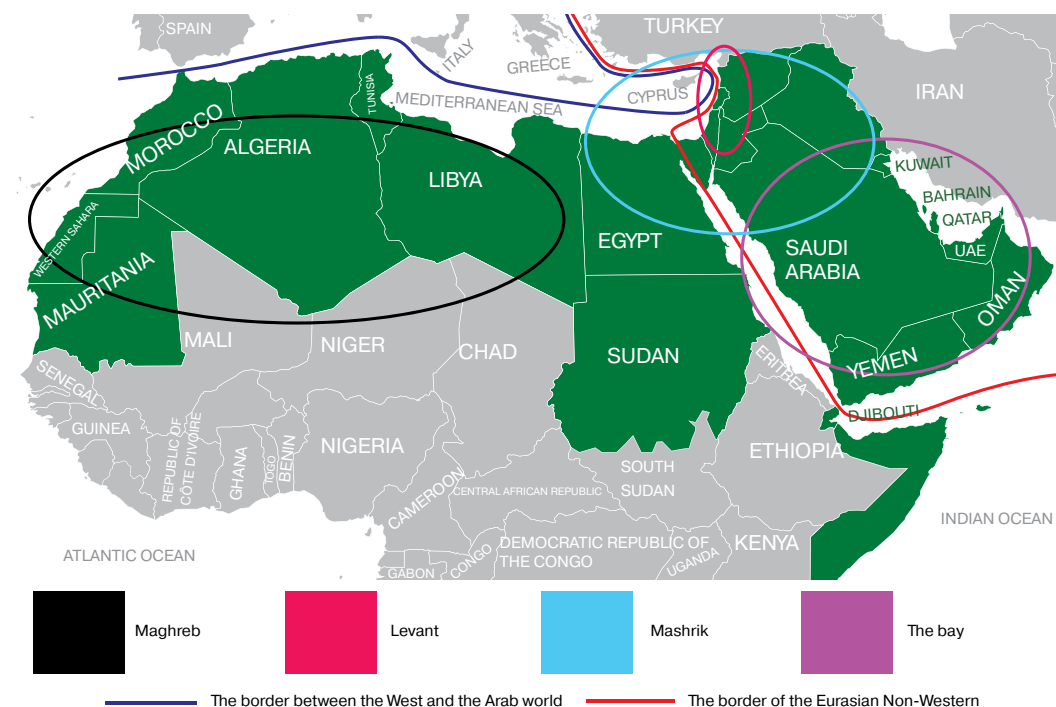 SPAIN
TURKEY
ITALY
GREECE
CYPRUS
MEDITERRANEAN SEA
IRAN
TUNISIA
MOROCCO
ALGERIA
LIBYA
EGYPT
WESTERN SAHARA
MAURITANIA
KUWAIT
BAHRAIN
QATAR
UAE
SAUDI
ARABIA
OMAN
YEMEN
MALI
NIGER
CHAD
SUDAN
ERITREA
DJIBOUTI
SENEGAL
GUINEA
REPUBLIC OF
CÔTE D'IVOIRE
GHANA
TOGO
BENIN
NIGERIA
CAMEROON
CENTRAL AFRICAN REPUBLIC
SOUTH
SUDAN
ETHIOPIA
GABON
CONGO
DEMOCRATIC REPUBLIC OF
THE CONGO
UGANDA
KENYA
ATLANTIC OCEAN
INDIAN OCEAN
Maghreb
Levant
Mashrik
The bay
The border between the West and the Arab world
The border of the Eurasian Non-Western